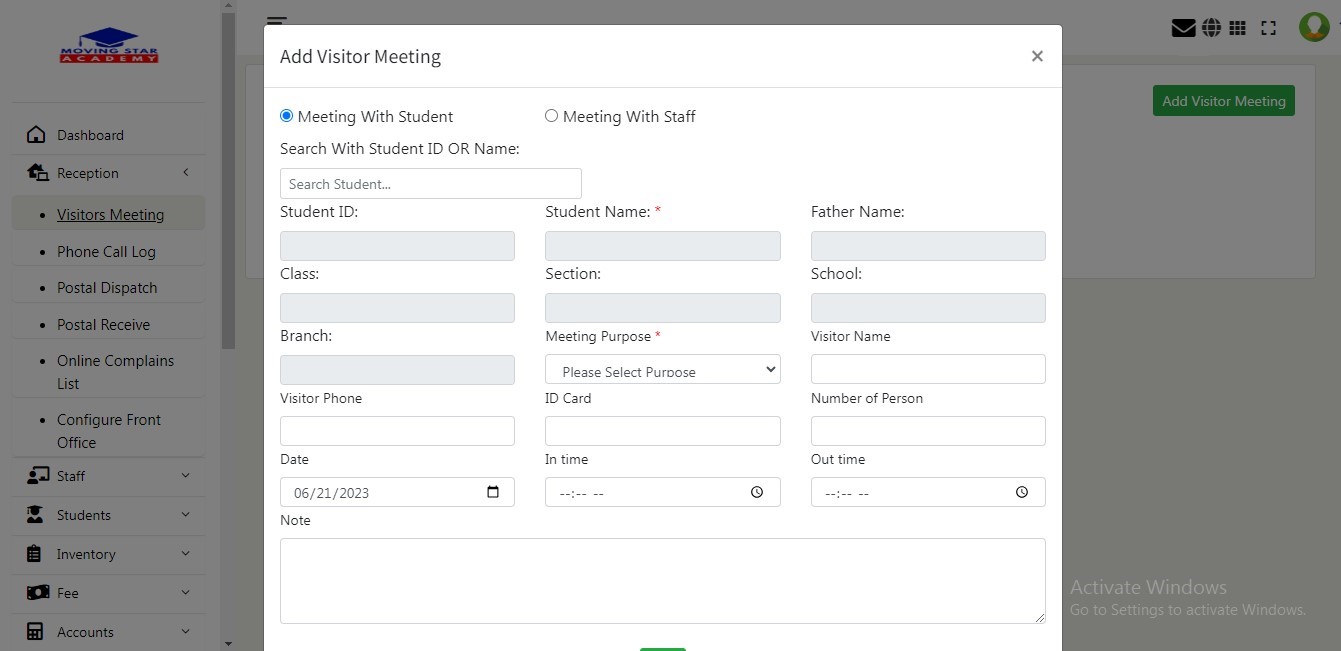 MOVING STAR
ACADEMY
Dashboard
Reception
Visitors Meeting
Phone Call Log
Postal Dispatch
Postal Receive
Online Complains
List
Configure Front
Office
Staff
Students
Inventory
Fee
Accounts
Add Visitor Meeting
Add Visitor Meeting ×
Meeting With Student Meeting With Staff
Search With Student ID OR Name:
Search Student...
Student ID: Student Name: * Father Name:
Class: Section: School:
Branch: Meeting Purpose * Visitor Name
Please Select Purpose
Visitor Phone ID Card Number of Person
Date In time Out time
06/21/2023 --:-- -- --:-- --
Note
Activate Windows
Go to Settings to activate Windows.